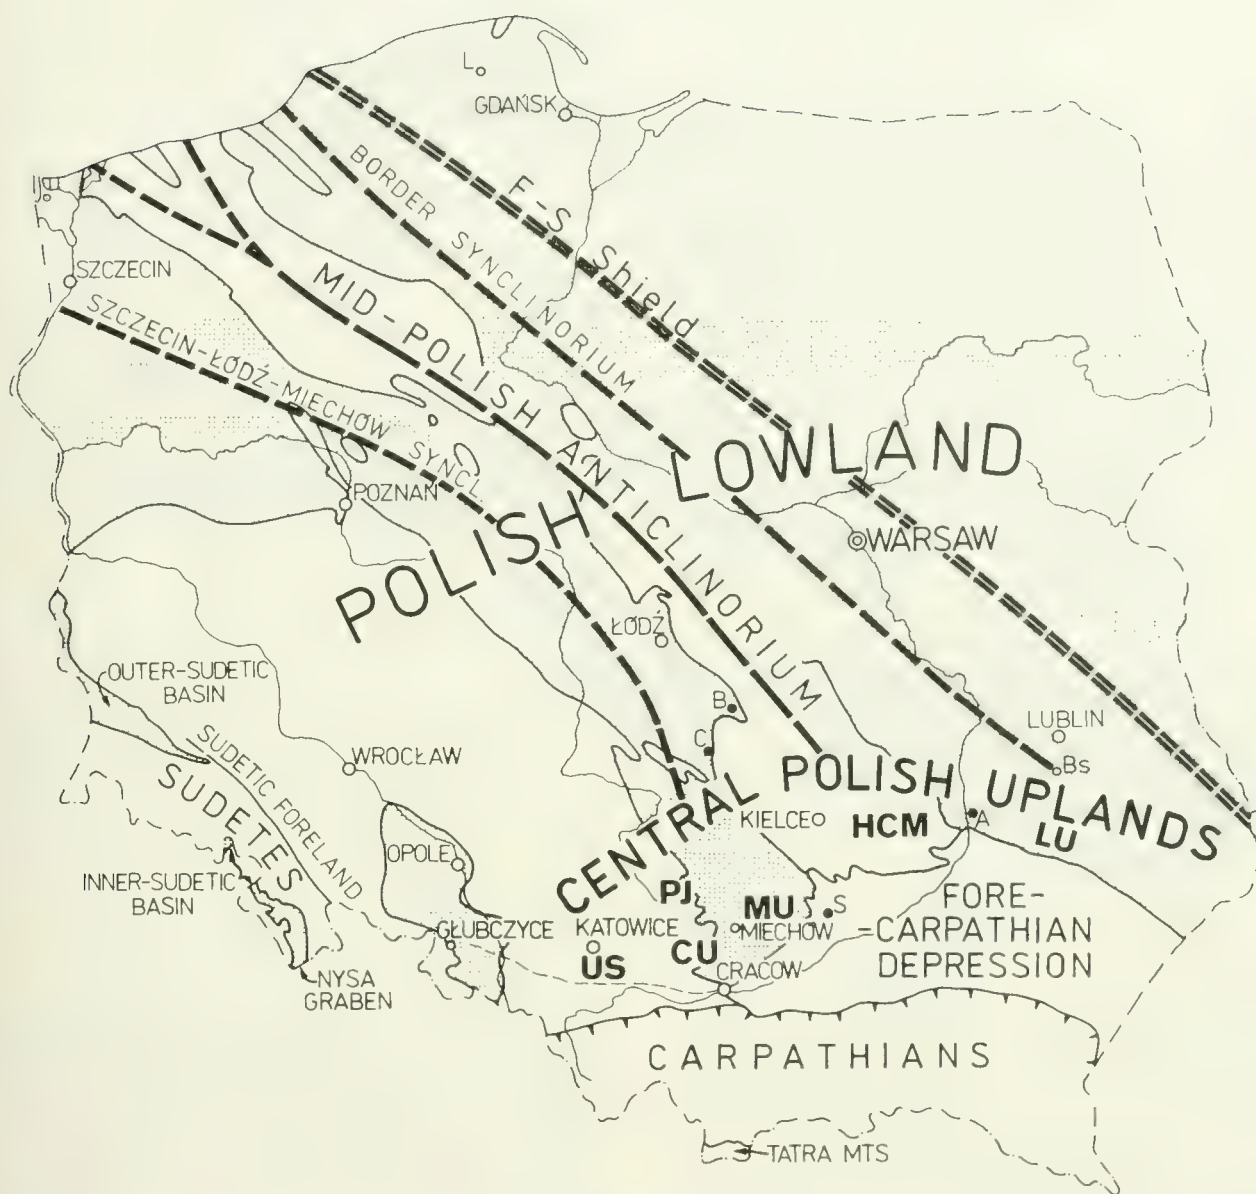 L
GDAŃSK
F-S Shield
BORDER SYNCLINORIUM
SZCZECIN
MID-POLISH ANTICLINORIUM
SZCZECIN-ŁÓDŹ-MIECHÓW SYNCL.
POLISH LOWLAND
POZNAŃ
WARSAW
ŁÓDŹ
OUTER-SUDETIC
BASIN
B
LUBLIN
C
Bs
SUDETIC FORELAND
WROCŁAW
SUDETES
CENTRAL POLISH UPLANDS
KIELCE
HCM
A
LU
OPOLE
INNER-SUDETIC
BASIN
PJ
MU
S
FORE-
-CARPATHIAN
DEPRESSION
GŁUBCZYCE
KATOWICE
MIECHÓW
US
CU
CRACOW
NYSA
GRABEN
CARPATHIANS
TATRA MTS